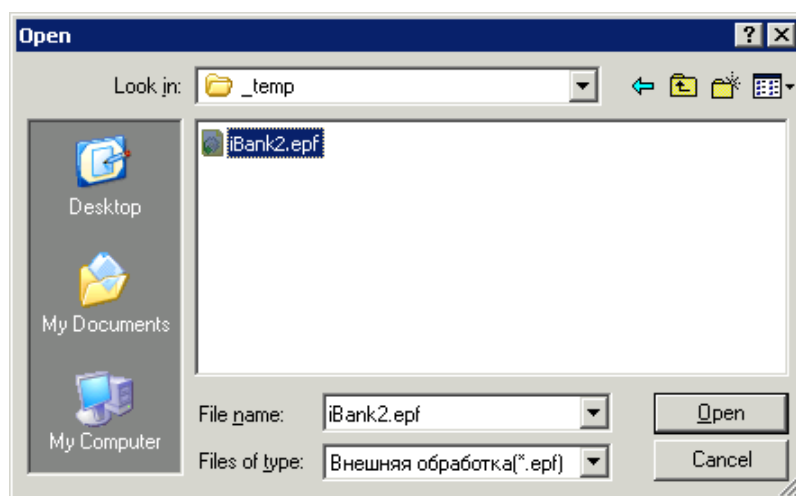 Open
Look in:
_temp
iBank2.epf
Desktop
My Documents
My Computer
File name:
iBank2.epf
Open
Files of type:
Внешняя обработка(*.epf)
Cancel